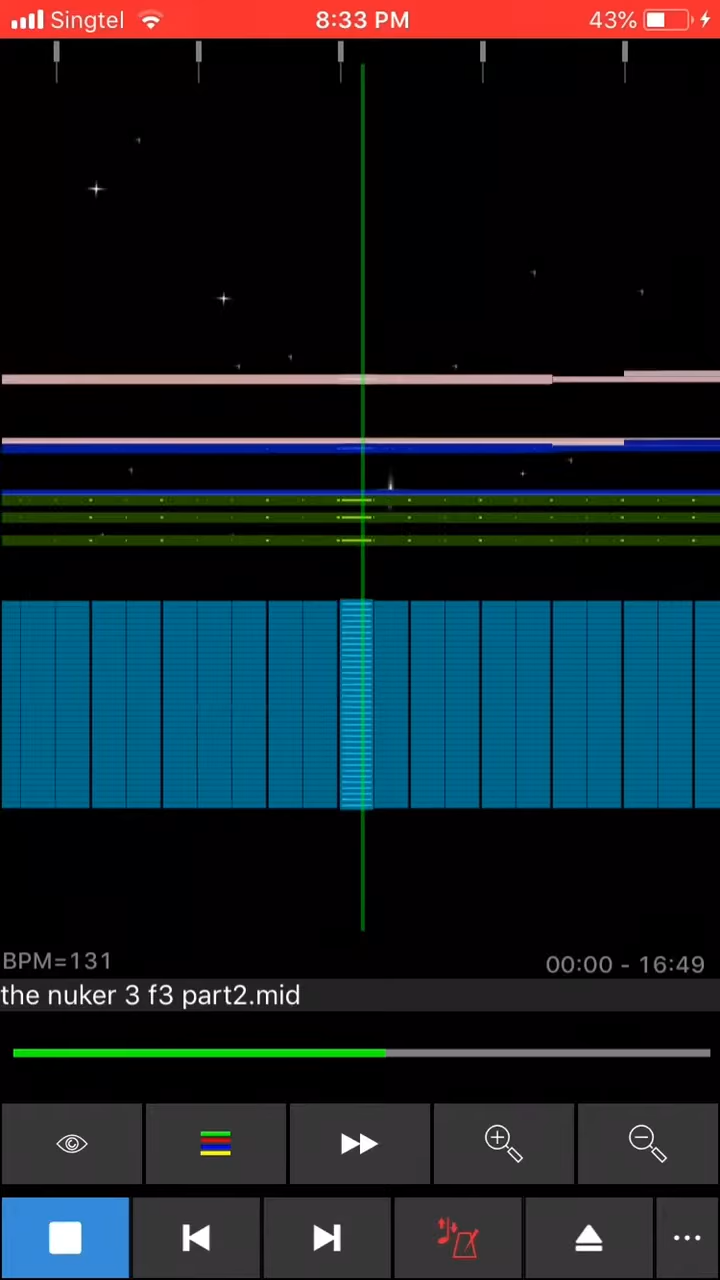 Singtel 8:33 PM 43%
BPM=131 00:00 - 16:49
the nuker 3 f3 part2.mid